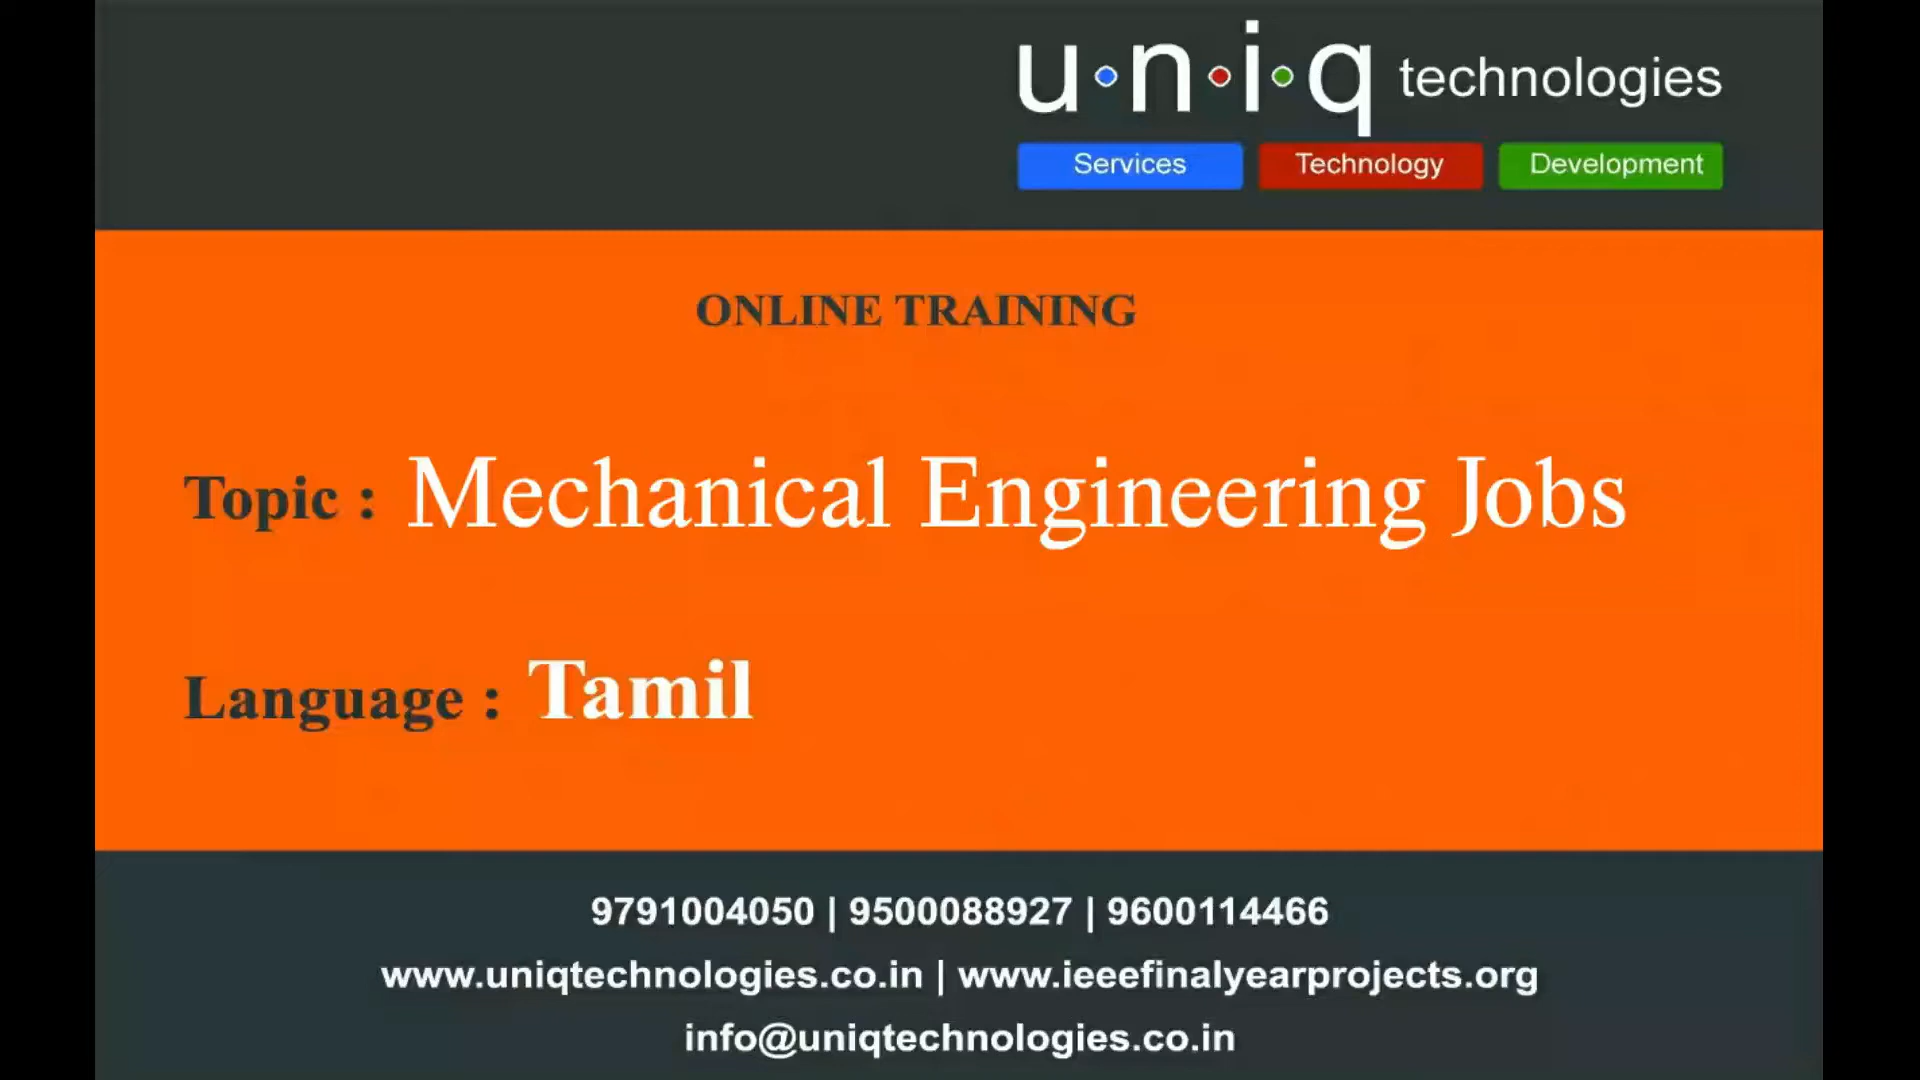 u·n·i·q technologies
Services Technology Development
ONLINE TRAINING
Topic : Mechanical Engineering Jobs
Language : Tamil
9791004050 | 9500088927 | 9600114466
www.uniqtechnologies.co.in | www.ieeefinalyearprojects.org
info@uniqtechnologies.co.in